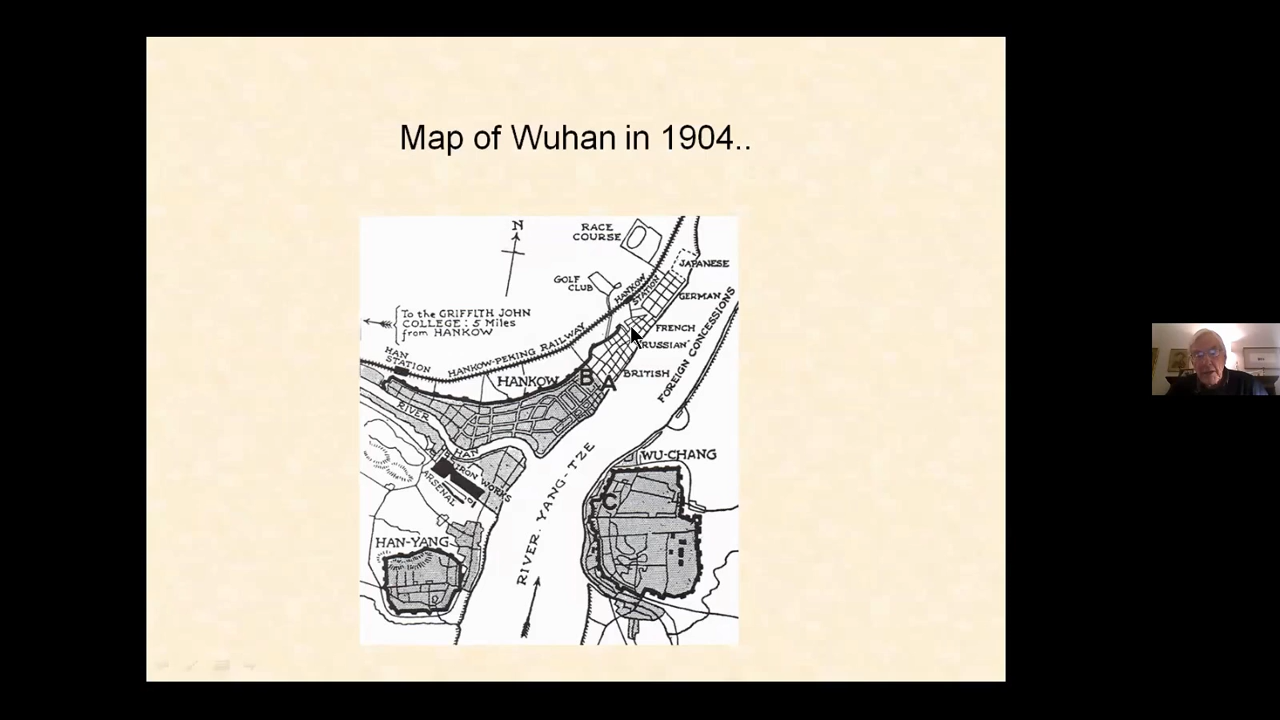 Map of Wuhan in 1904..
N
RACE
COURSE
JAPANESE
GOLF
CLUB
HANKOW
STATION
GERMAN
To the GRIFFITH JOHN
COLLEGE: 5 Miles
from HANKOW
FRENCH
RUSSIAN
FOREIGN CONCESSIONS
HAN
STATION
HANKOW-PEKING RAILWAY
HANKOW
B
A
BRITISH
RIVER
HAN
IRON WORKS
ARSENAL
WU-CHANG
C
RIVER. YANG-TZE
HAN-YANG